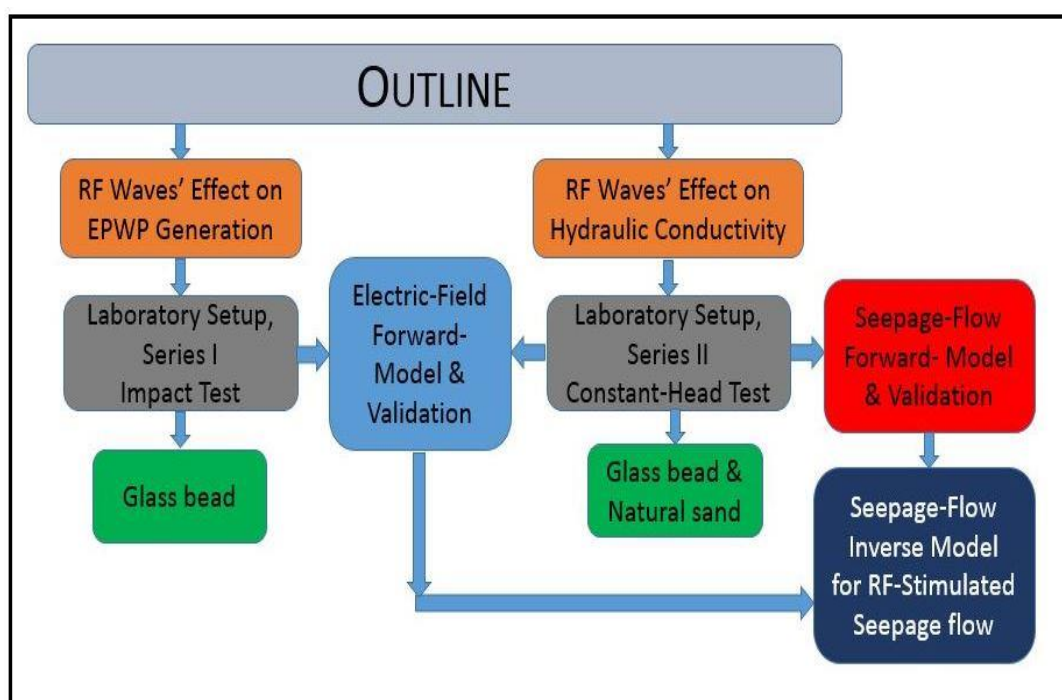 OUTLINE
RF Waves' Effect on
EPWP Generation
RF Waves' Effect on
Hydraulic Conductivity
Laboratory Setup,
Series I
Impact Test
Electric-Field
Forward-
Model &
Validation
Laboratory Setup,
Series II
Constant-Head Test
Seepage-Flow
Forward- Model
& Validation
Glass bead
Glass bead &
Natural sand
Seepage-Flow
Inverse Model
for RF-Stimulated
Seepage flow